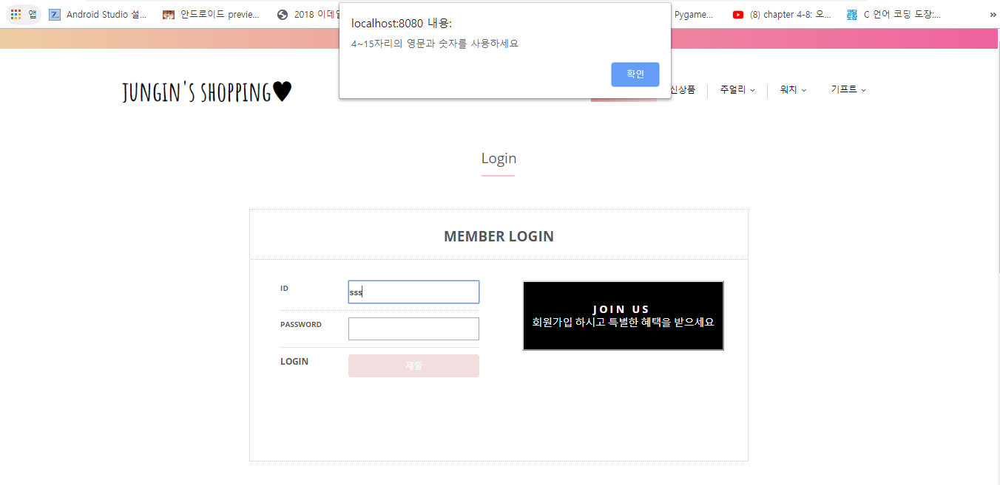 앱
Android Studio 설...
안드로이드 previe...
2018 이데일
Pygame...
(8) chapter 4-8: 오...
C 언어 코딩 도장:...
»
localhost:8080 내용:
4~15자리의 영문과 숫자를 사용하세요
확인
JUNGIN'S SHOPPING♥
신상품
주얼리
워치
기프트
Login
MEMBER LOGIN
ID
sss
JOIN US
회원가입 하시고 특별한 혜택을 받으세요
PASSWORD
LOGIN
제출